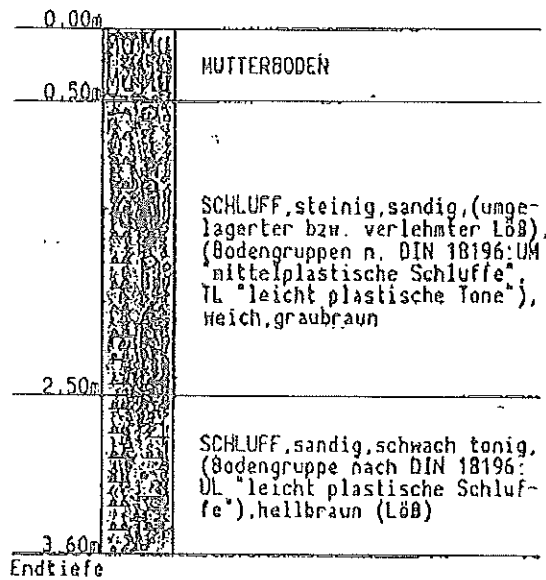 0,00m
MUTTERBODEN
0,50m
SCHLUFF,steinig,sandig,(umge-
lagerter bzw. verlehmter Löß),
(Bodengruppen n. DIN 18196:UM
"mittelplastische Schluffe",
TL "leicht plastische Tone"),
weich,graubraun
2,50m
SCHLUFF,sandig,schwach tonig,
(Bodengruppe nach DIN 18196:
UL "leicht plastische Schluf-
fe"),hellbraun (Löß)
3,60m
Endtiefe